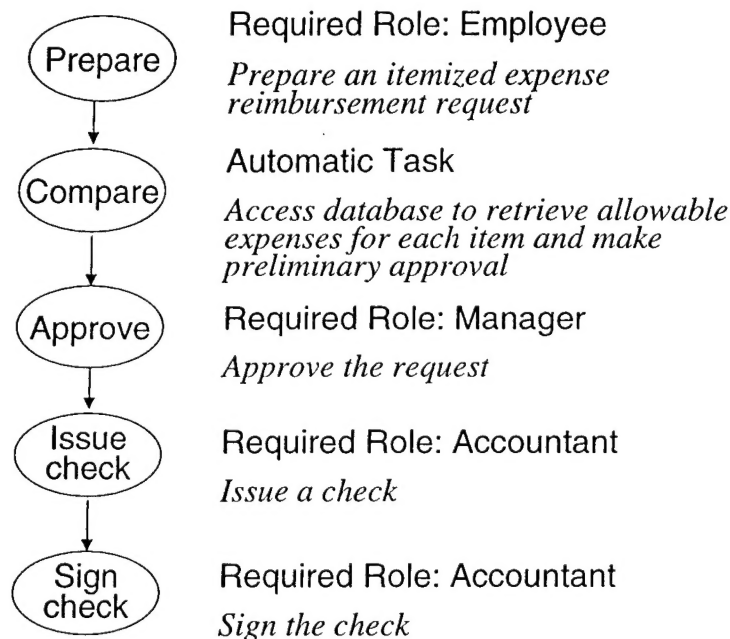 Prepare
Required Role: Employee
Prepare an itemized expense
reimbursement request
Compare
Automatic Task
Access database to retrieve allowable
expenses for each item and make
preliminary approval
Approve
Required Role: Manager
Approve the request
Issue
check
Required Role: Accountant
Issue a check
Sign
check
Required Role: Accountant
Sign the check